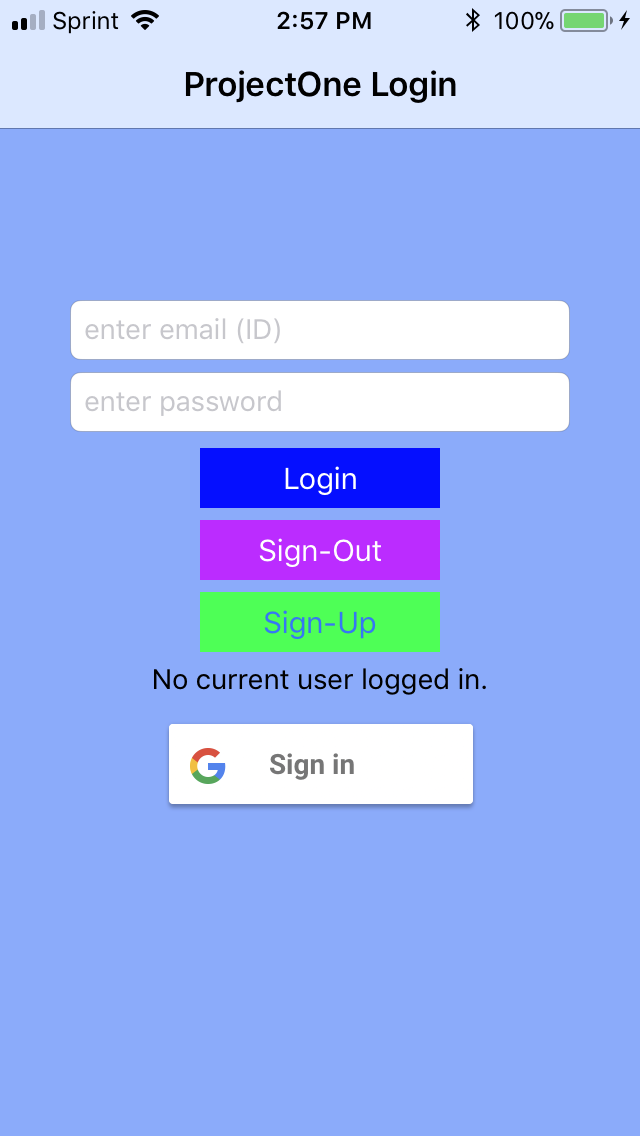 Sprint 2:57 PM 100%
ProjectOne Login
enter email (ID)
enter password
Login
Sign-Out
Sign-Up
No current user logged in.
Sign in